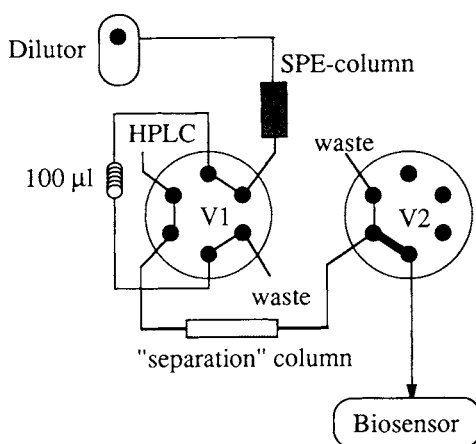 Dilutor
SPE-column
HPLC
waste
100 µl
V1
V2
waste
"separation" column
Biosensor